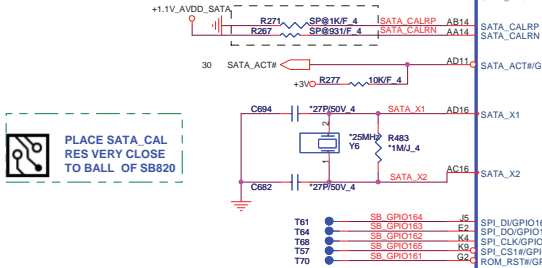 +1.1V_AVDD_SATA
R271 SP@1K/F_4 SATA_CALRP AB14 SATA_CALRP
R267 SP@931/F_4 SATA_CALRN AA14 SATA_CALRN
30 SATA_ACT# AD11 SATA_ACT#/G
+3V R277 10K/F_4
C694 *27P/50V_4 SATA_X1 AD16 SATA_X1
2
*25MHz R483
Y6 *1M/J_4
1
PLACE SATA_CAL
RES VERY CLOSE
TO BALL OF SB820
C682 *27P/50V_4 SATA_X2 AC16 SATA_X2
T61 SB_GPIO164 J5 SPI_DI/GPIO16
T64 SB_GPIO163 E2 SPI_DO/GPIO1
T68 SB_GPIO162 K4 SPI_CLK/GPIO
T57 SB_GPIO165 K9 SPI_CS1#/GPI
T70 SB_GPIO161 G2 ROM_RST#/GP